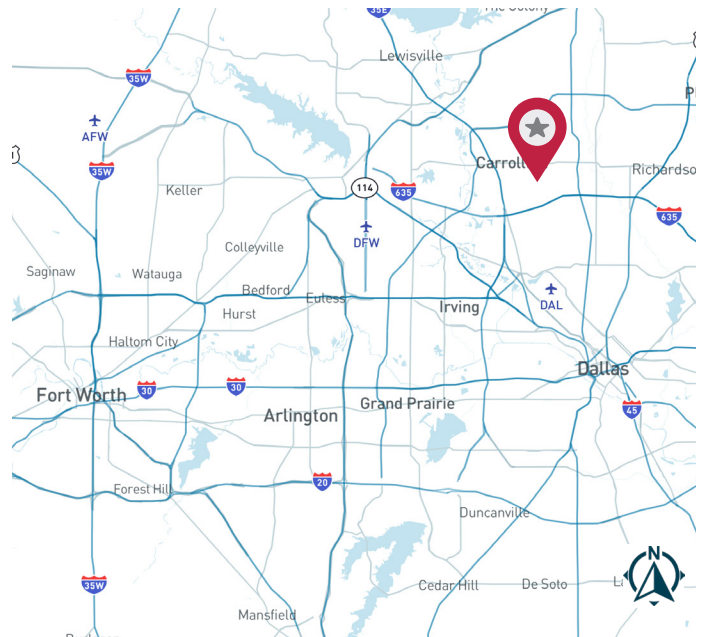 35E
The Colony
Lewisville
35W
AFW
35W
Carroll
Richardso
Keller
114
635
635
DFW
Colleyville
Saginaw
Watauga
Bedford
Euless
Irving
DAL
Hurst
Haltom City
Dallas
Fort Worth
30
30
Grand Prairie
Arlington
45
20
Forest Hill
Duncanville
N
35W
Cedar Hill
De Soto
Mansfield